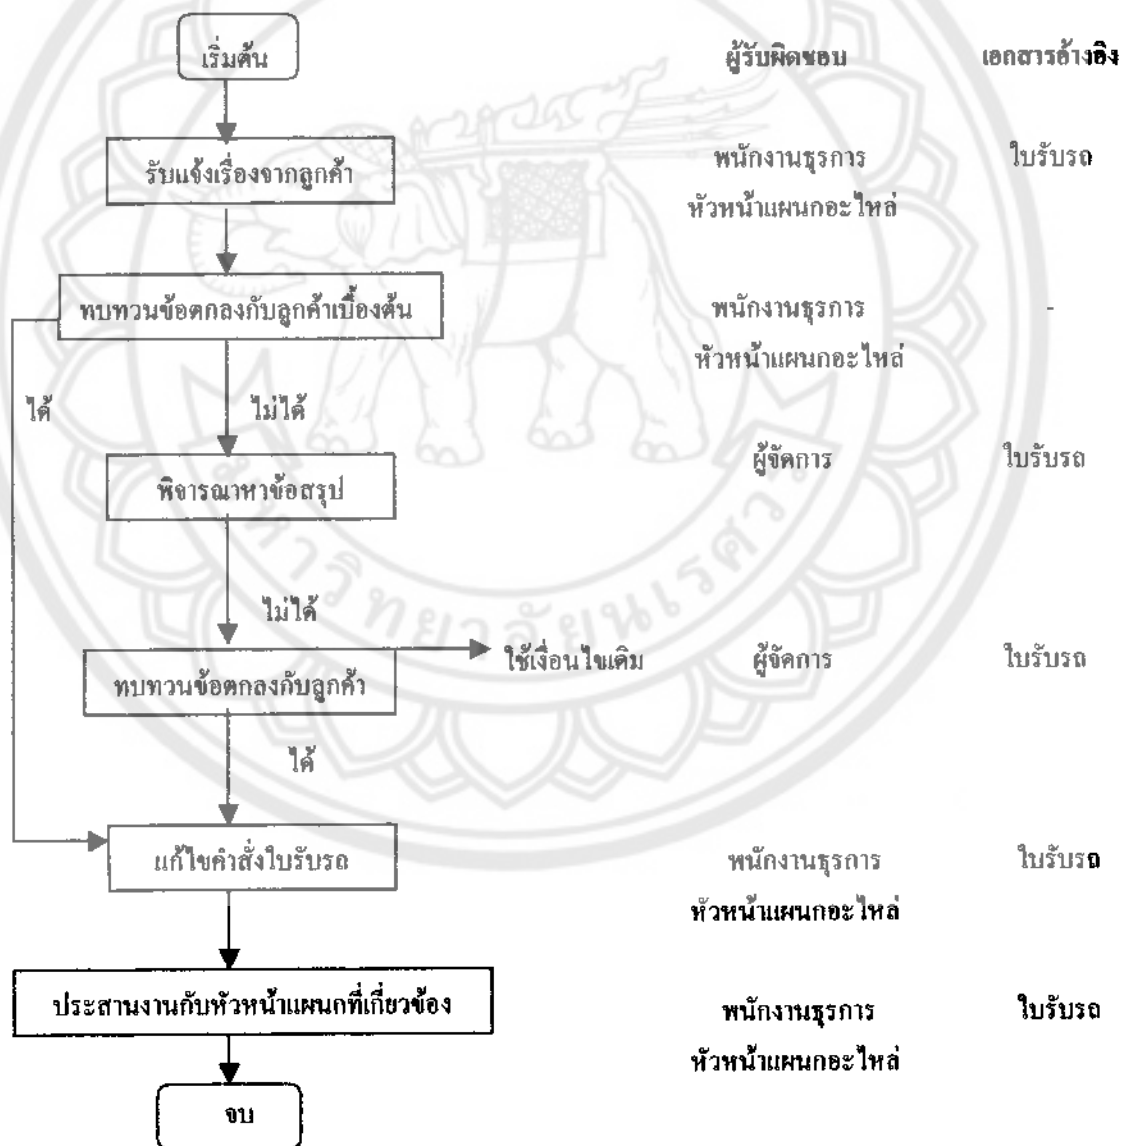 เริ่มต้น ผู้รับผิดชอบ เอกสารอ้างอิง
รับแจ้งเรื่องจากลูกค้า พนักงานธุรการ ใบรับรถ
หัวหน้าแผนกอะไหล่
ทบทวนข้อตกลงกับลูกค้าเบื้องต้น พนักงานธุรการ -
หัวหน้าแผนกอะไหล่
ได้ ไม่ได้
พิจารณาหาข้อสรุป ผู้จัดการ ใบรับรถ
มหาวิทยาลัยนเรศวร
ไม่ได้
ทบทวนข้อตกลงกับลูกค้า ใช้เงื่อนไขเดิม ผู้จัดการ ใบรับรถ
ได้
แก้ไขคำสั่งใบรับรถ พนักงานธุรการ ใบรับรถ
หัวหน้าแผนกอะไหล่
ประสานงานกับหัวหน้าแผนกที่เกี่ยวข้อง พนักงานธุรการ ใบรับรถ
หัวหน้าแผนกอะไหล่
จบ